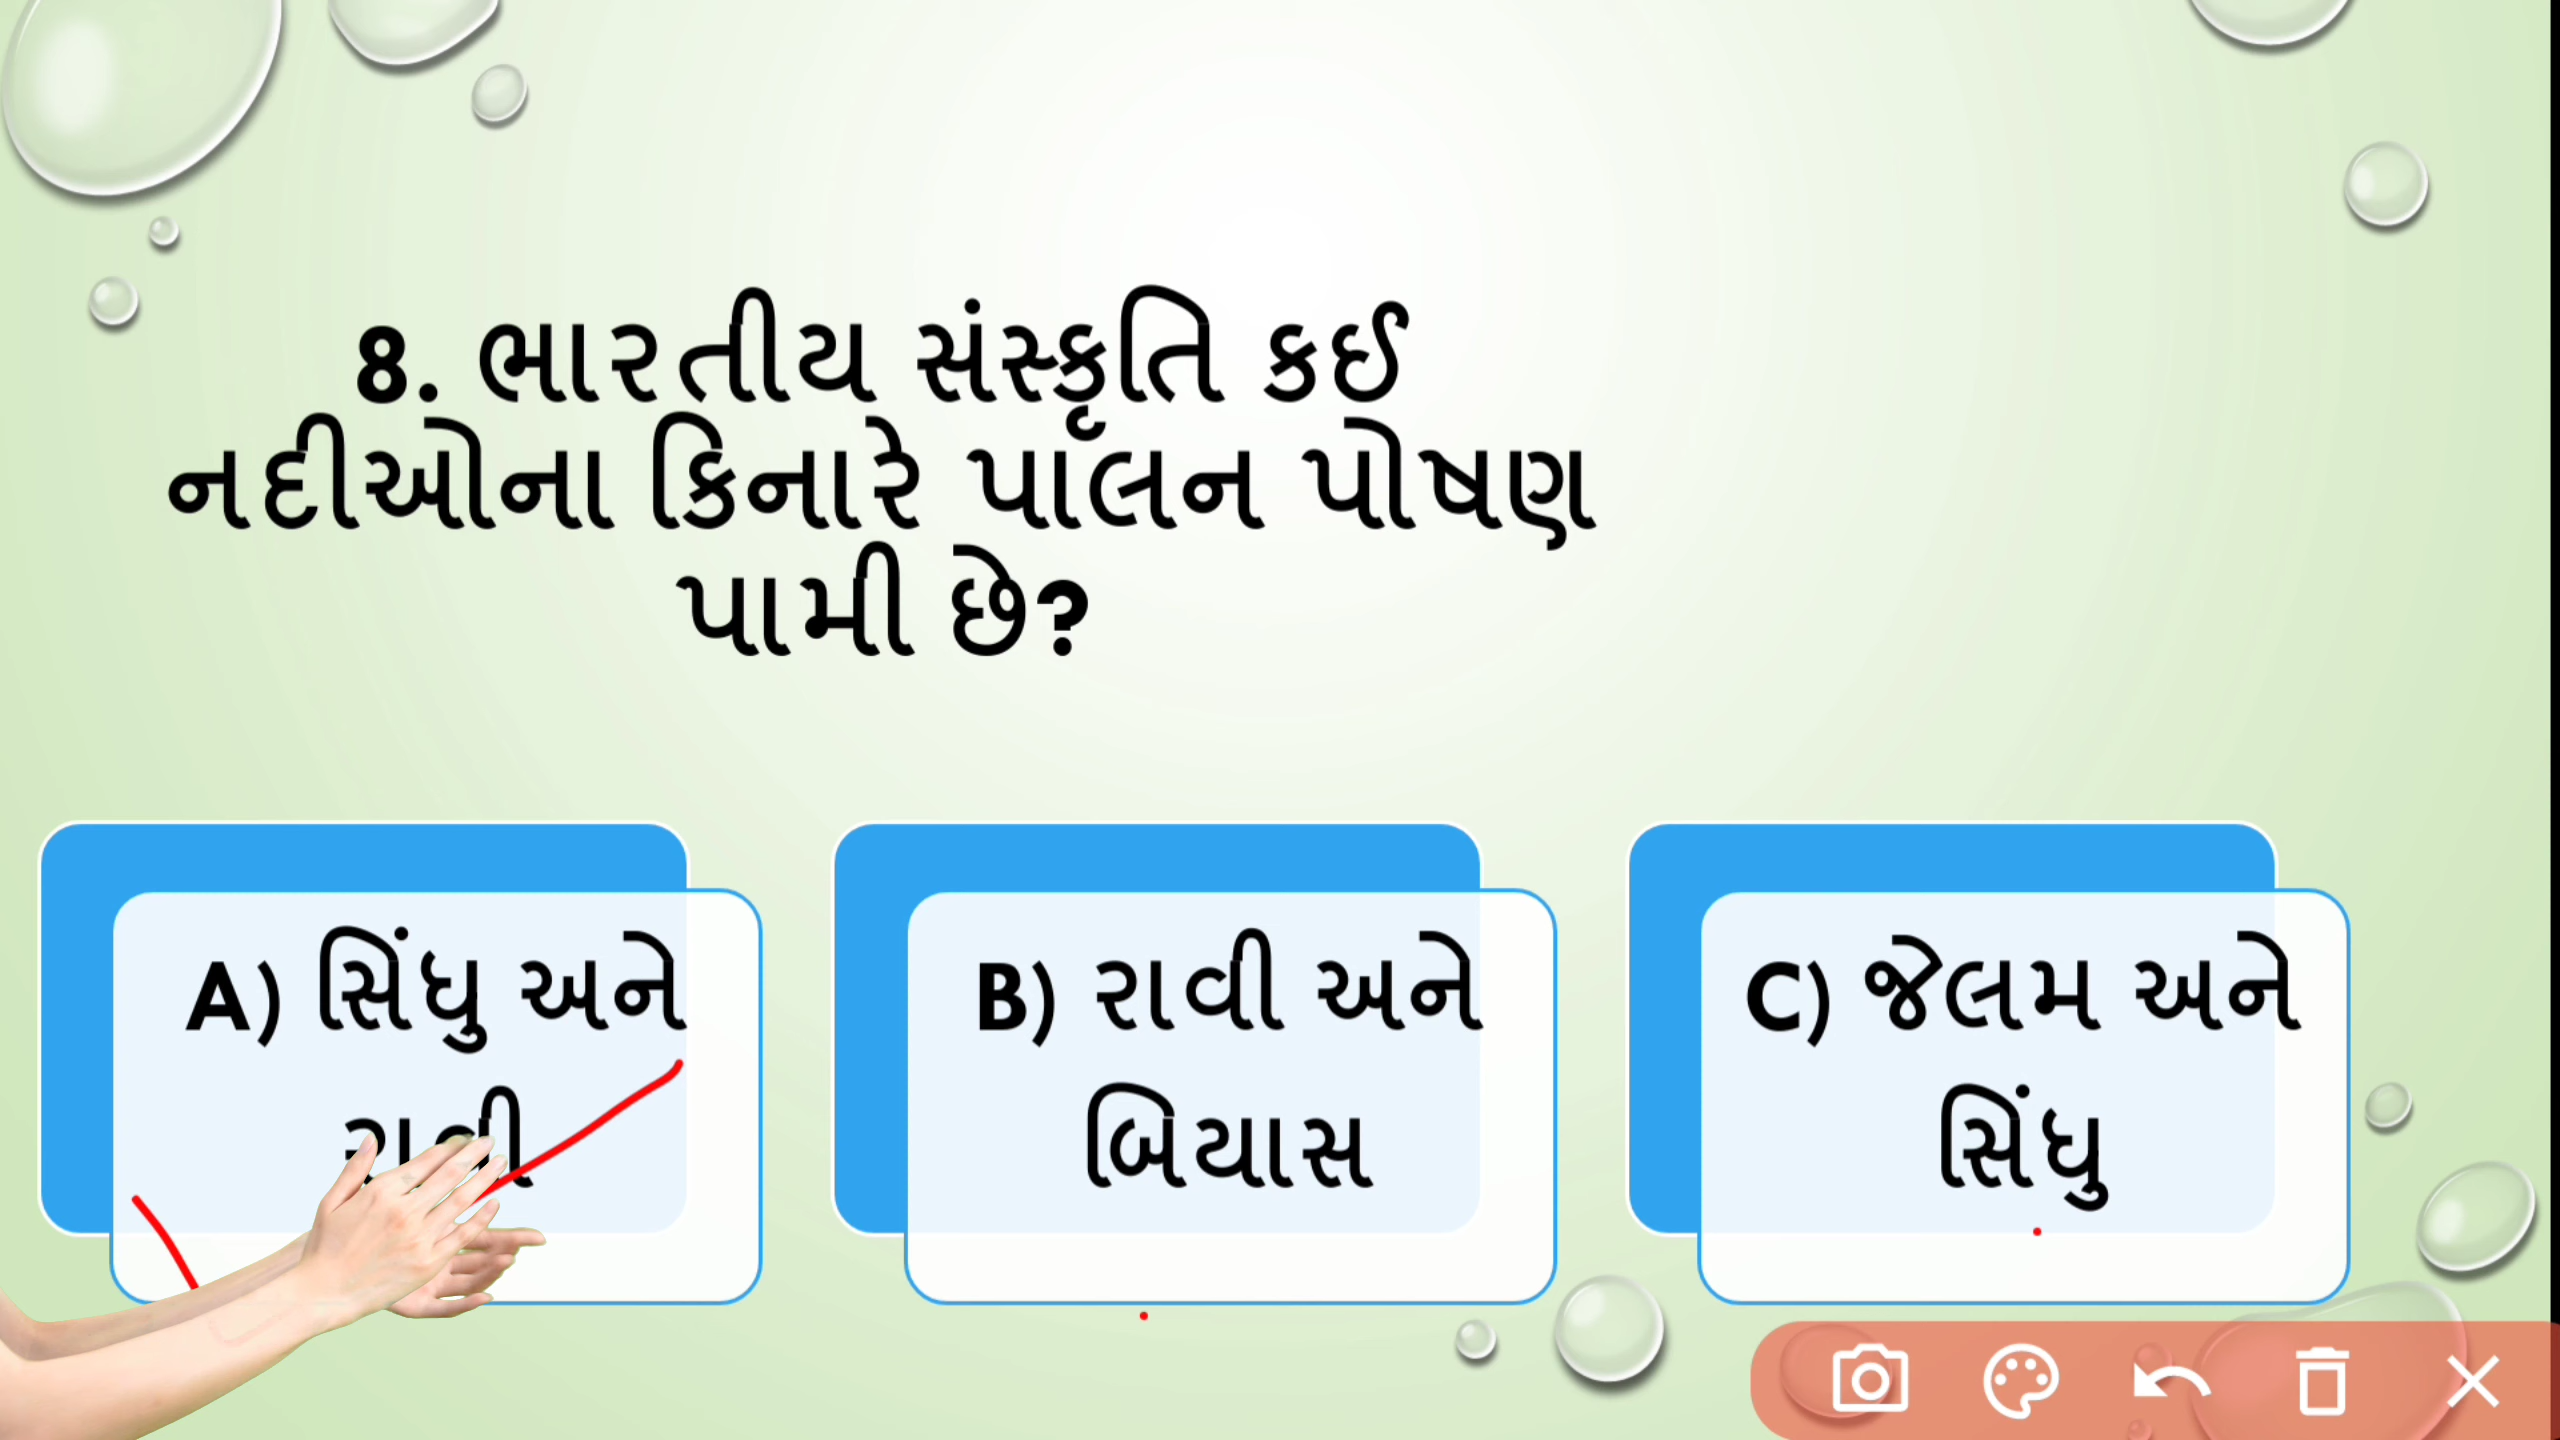 8. ભારતીય સંસ્કૃતિ કઈ
નદીઓના કિનારે પાલન પોષણ
પામી છે?
A) સિંધુ અને
રાવી
B) રાવી અને
બિયાસ
C) જેલમ અને
સિંધુ